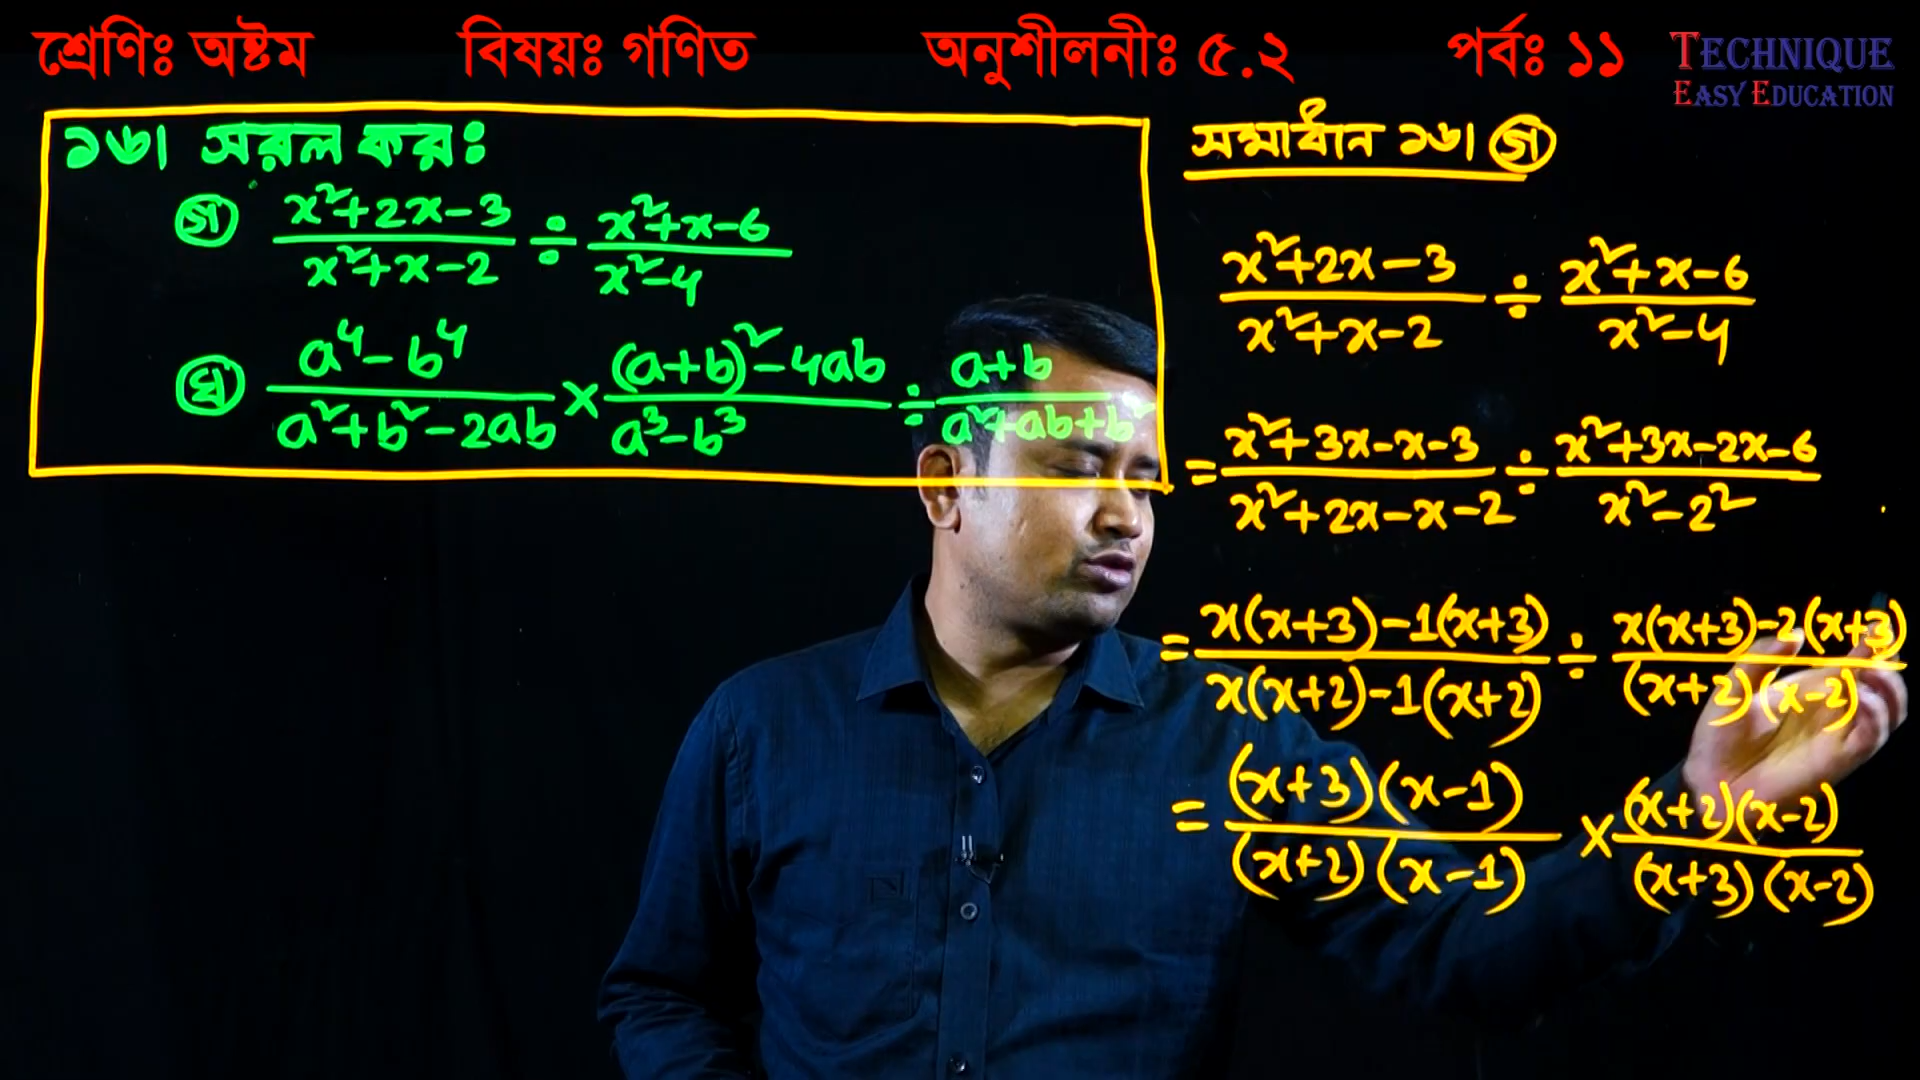 শ্রেণিঃ অষ্টম বিষয়ঃ গণিত অনুশীলনীঃ ৫.২ পর্বঃ ১১
TECHNIQUE
EASY EDUCATION
১৬। সরল করঃ
(গ) (x²+2x-3)/(x²+x-2) ÷ (x²+x-6)/(x²-4)
(ঘ) (a⁴-b⁴)/(a²+b²-2ab) × ((a+b)²-4ab)/(a³-b³) ÷ (a+b)/(a²+ab+b²)
সমাধান ১৬। (গ)
(x²+2x-3)/(x²+x-2) ÷ (x²+x-6)/(x²-4)
= (x²+3x-x-3)/(x²+2x-x-2) ÷ (x²+3x-2x-6)/(x²-2²)
= (x(x+3)-1(x+3))/(x(x+2)-1(x+2)) ÷ (x(x+3)-2(x+3))/((x+2)(x-2))
= ((x+3)(x-1))/((x+2)(x-1)) × ((x+2)(x-2))/((x+3)(x-2))